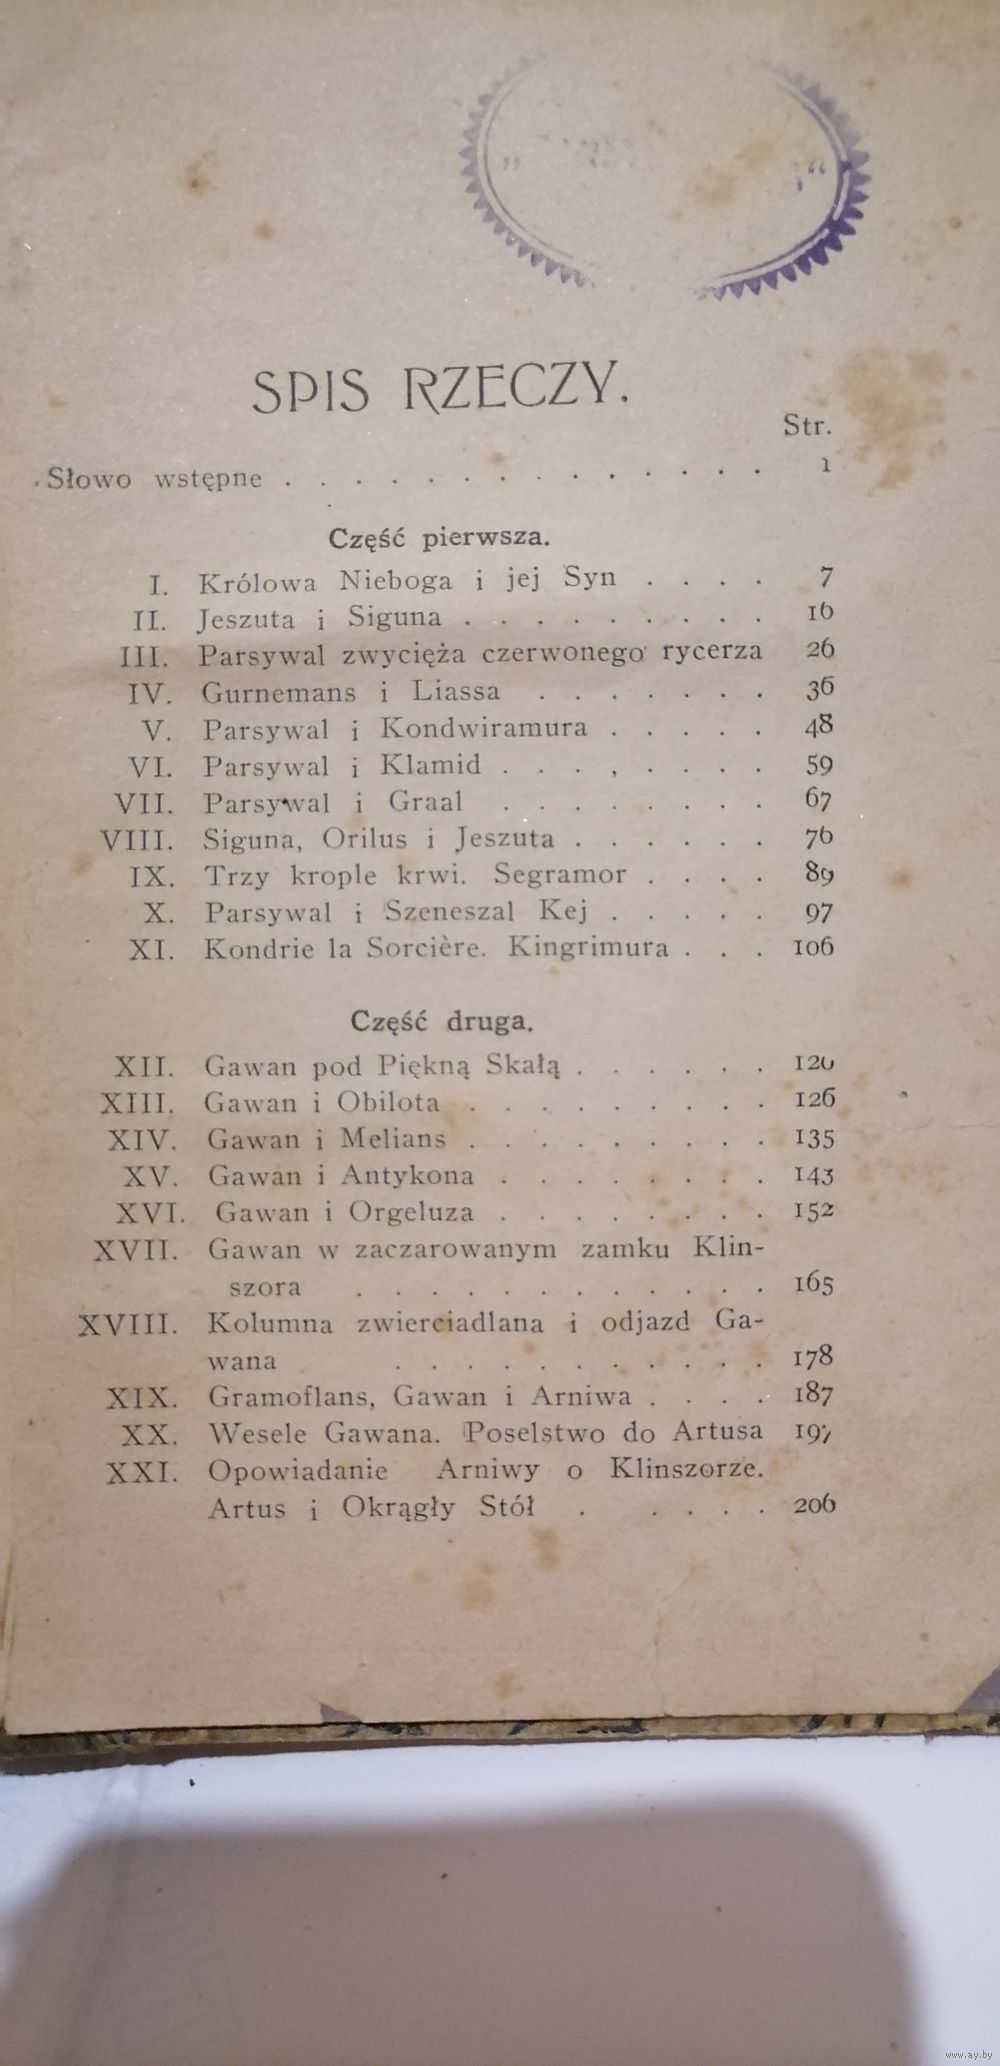 SPIS RZECZY.
Str.
Słowo wstępne . . . . . . . . . . . . . . 1
Część pierwsza.
I. Królowa Nieboga i jej Syn . . . . 7
II. Jeszuta i Siguna . . . . . . . . . 16
III. Parsywal zwycięża czerwonego rycerza 26
IV. Gurnemans i Liassa . . . . . . . 36
V. Parsywal i Kondwiramura . . . . . 48
VI. Parsywal i Klamid . . . . . . . . 59
VII. Parsywal i Graal . . . . . . . . 67
VIII. Siguna, Orilus i Jeszuta . . . . . . 76
IX. Trzy krople krwi. Segramor . . . . 89
X. Parsywal i Szeneszal Kej . . . . . 97
XI. Kondrie la Sorcière. Kingrimura . . . 106
Część druga.
XII. Gawan pod Piękną Skałą . . . . . . 120
XIII. Gawan i Obilota . . . . . . . . . 126
XIV. Gawan i Melians . . . . . . . . . 135
XV. Gawan i Antykona . . . . . . . . 143
XVI. Gawan i Orgeluza . . . . . . . . 152
XVII. Gawan w zaczarowanym zamku Klin-
szora . . . . . . . . . . . . 165
XVIII. Kolumna zwierciadlana i odjazd Ga-
wana . . . . . . . . . . . 178
XIX. Gramoflans, Gawan i Arniwa . . . . 187
XX. Wesele Gawana. Poselstwo do Artusa 197
XXI. Opowiadanie Arniwy o Klinszorze.
Artus i Okrągły Stół . . . . . 206
www.ay.by